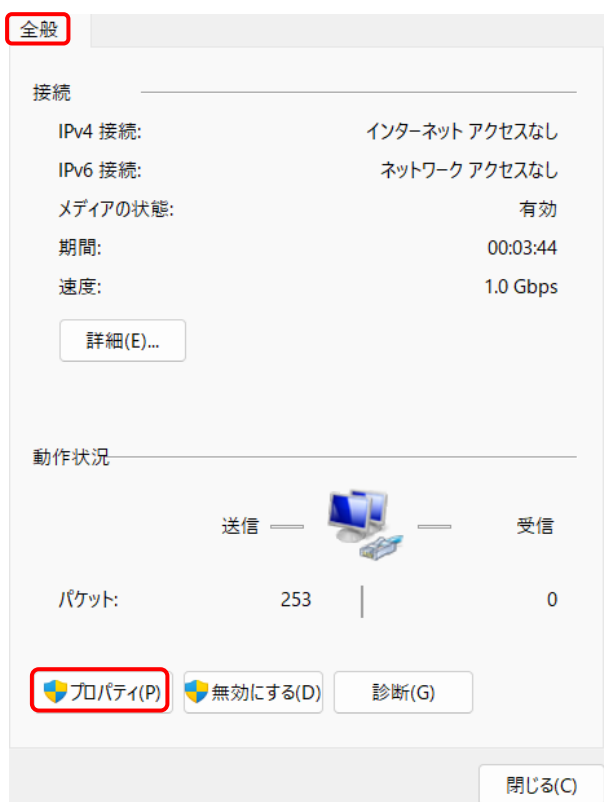 全般
接続
IPv4 接続: インターネット アクセスなし
IPv6 接続: ネットワーク アクセスなし
メディアの状態: 有効
期間: 00:03:44
速度: 1.0 Gbps
詳細(E)...
動作状況
送信 受信
パケット: 253 0
プロパティ(P) 無効にする(D) 診断(G)
閉じる(C)